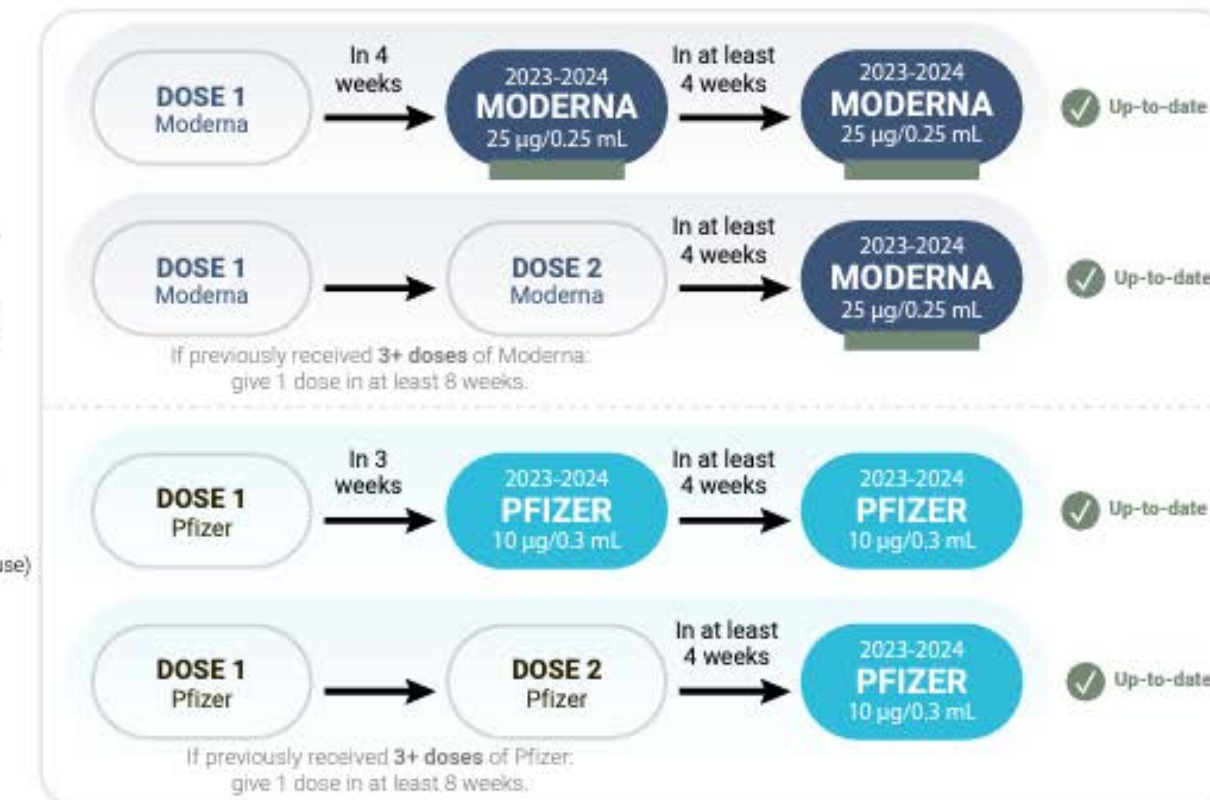 In 4
weeks
In at least
4 weeks
DOSE 1
Moderna
2023-2024
MODERNA
25 µg/0.25 mL
2023-2024
MODERNA
25 µg/0.25 mL
Up-to-date
In at least
4 weeks
DOSE 1
Moderna
DOSE 2
Moderna
2023-2024
MODERNA
25 µg/0.25 mL
Up-to-date
If previously received 3+ doses of Moderna:
give 1 dose in at least 8 weeks.
In 3
weeks
In at least
4 weeks
DOSE 1
Pfizer
2023-2024
PFIZER
10 µg/0.3 mL
2023-2024
PFIZER
10 µg/0.3 mL
Up-to-date
use)
In at least
4 weeks
DOSE 1
Pfizer
DOSE 2
Pfizer
2023-2024
PFIZER
10 µg/0.3 mL
Up-to-date
If previously received 3+ doses of Pfizer:
give 1 dose in at least 8 weeks.